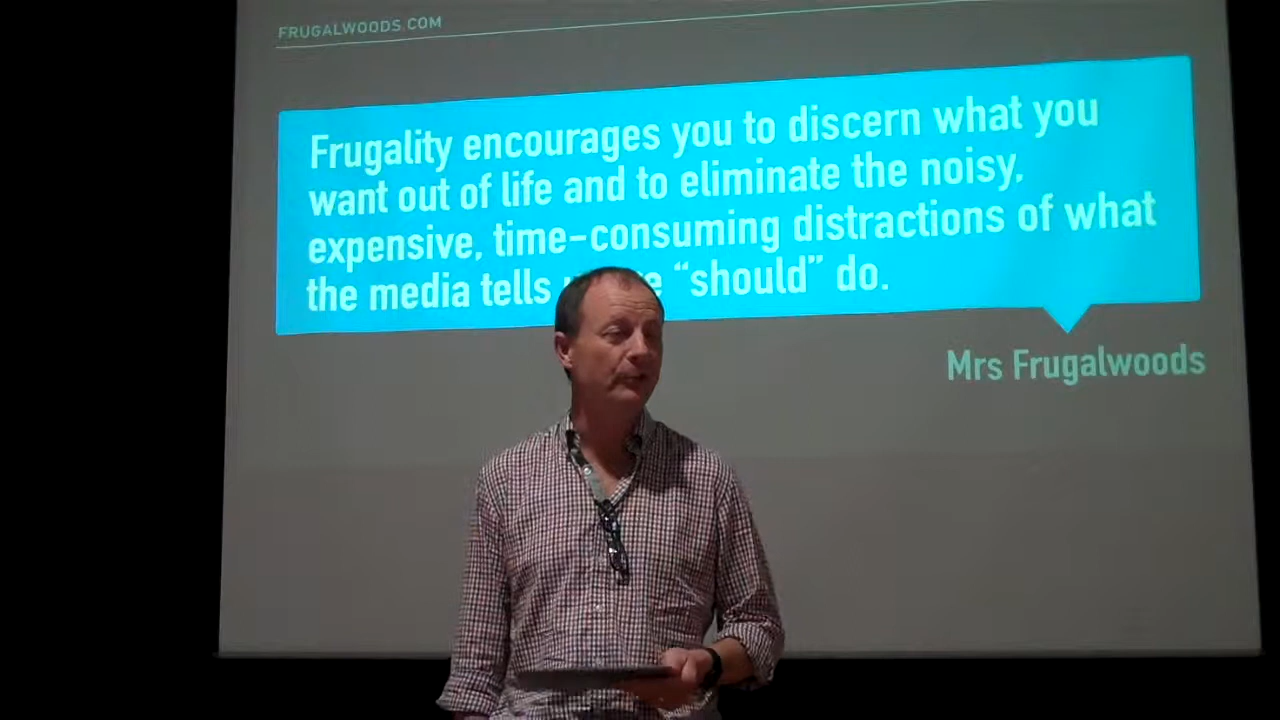 FRUGALWOODS.COM
Frugality encourages you to discern what you
want out of life and to eliminate the noisy,
expensive, time-consuming distractions of what
the media tells “should” do.
Mrs Frugalwoods